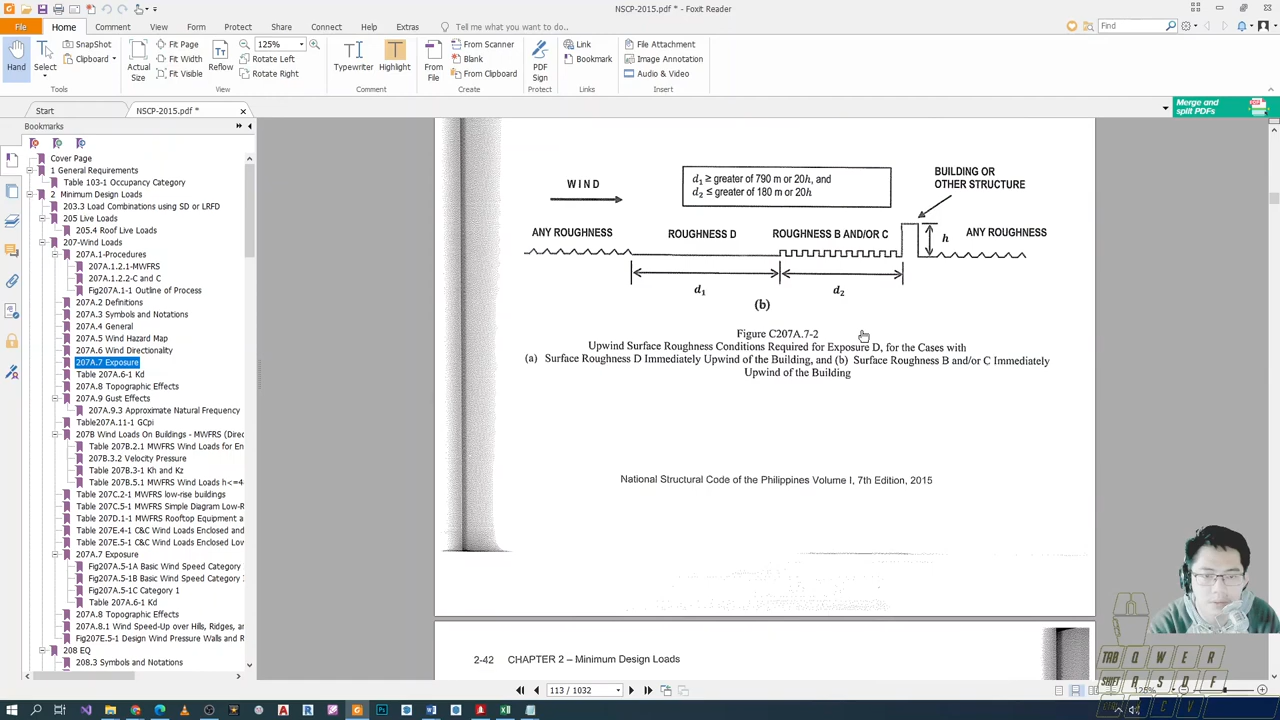 NSCP-2015.pdf * - Foxit Reader
File
Home
Comment
View
Form
Protect
Share
Connect
Help
Extras
Tell me what you want to do...
Find
Hand
Select
SnapShot
Clipboard
Actual Size
Fit Page
Fit Width
Fit Visible
Reflow
125%
Rotate Left
Rotate Right
Typewriter
Highlight
From File
From Scanner
Blank
From Clipboard
PDF Sign
Link
Bookmark
File Attachment
Image Annotation
Audio & Video
Tools
View
Comment
Create
Protect
Links
Insert
Start
NSCP-2015.pdf *
Merge and split PDFs
Bookmarks
Cover Page
1 General Requirements
Table 103-1 Occupancy Category
2 Minimum Design Loads
203.3 Load Combinations using SD or LRFD
205 Live Loads
205.4 Roof Live Loads
207-Wind Loads
207A.1-Procedures
207A.1.2.1-MWFRS
207A.1.2.2-C and C
Fig207A.1-1 Outline of Process
207A.2 Definitions
207A.3 Symbols and Notations
207A.4 General
207A.5 Wind Hazard Map
207A.6 Wind Directionality
207A.7 Exposure
Table 207A.6-1 Kd
207A.8 Topographic Effects
207A.9 Gust Effects
207A.9.3 Approximate Natural Frequency
Table207A.11-1 GCpi
207B Wind Loads On Buildings - MWFRS (Direc
Table 207B.2.1 MWFRS Wind Loads for En
207B.3.2 Velocity Pressure
Table 207B.3-1 Kh and Kz
Table 207B.5.1 MWFRS Wind Loads h<=4
Table 207C.2-1 MWFRS low-rise buildings
Table 207C.5-1 MWFRS Simple Diagram Low-R
Table 207D.1-1 MWFRS Rooftop Equipment a
Table 207E.4-1 C&C Wind Loads Enclosed and
Table 207E.5-1 C&C Wind Loads Enclosed Low
207A.7 Exposure
Fig207A.5-1A Basic Wind Speed Category
Fig207A.5-1B Basic Wind Speed Category
Fig207A.5-1C Category 1
Table 207A.6-1 Kd
207A.8 Topographic Effects
207A.8.1 Wind Speed-Up over Hills, Ridges, ar
Fig207E.5-1 Design Wind Pressure Walls and R
208 EQ
208.3 Symbols and Notations
WIND
d1 ≥ greater of 790 m or 20h, and
d2 ≤ greater of 180 m or 20h
BUILDING OR
OTHER STRUCTURE
ANY ROUGHNESS
ROUGHNESS D
ROUGHNESS B AND/OR C
h
ANY ROUGHNESS
d1
d2
(b)
Figure C207A.7-2
Upwind Surface Roughness Conditions Required for Exposure D, for the Cases with
(a) Surface Roughness D Immediately Upwind of the Building, and (b) Surface Roughness B and/or C Immediately
Upwind of the Building
National Structural Code of the Philippines Volume I, 7th Edition, 2015
2-42 CHAPTER 2 – Minimum Design Loads
113 / 1032
125%
TAB Q W E R
SHIFT A S D F
C V